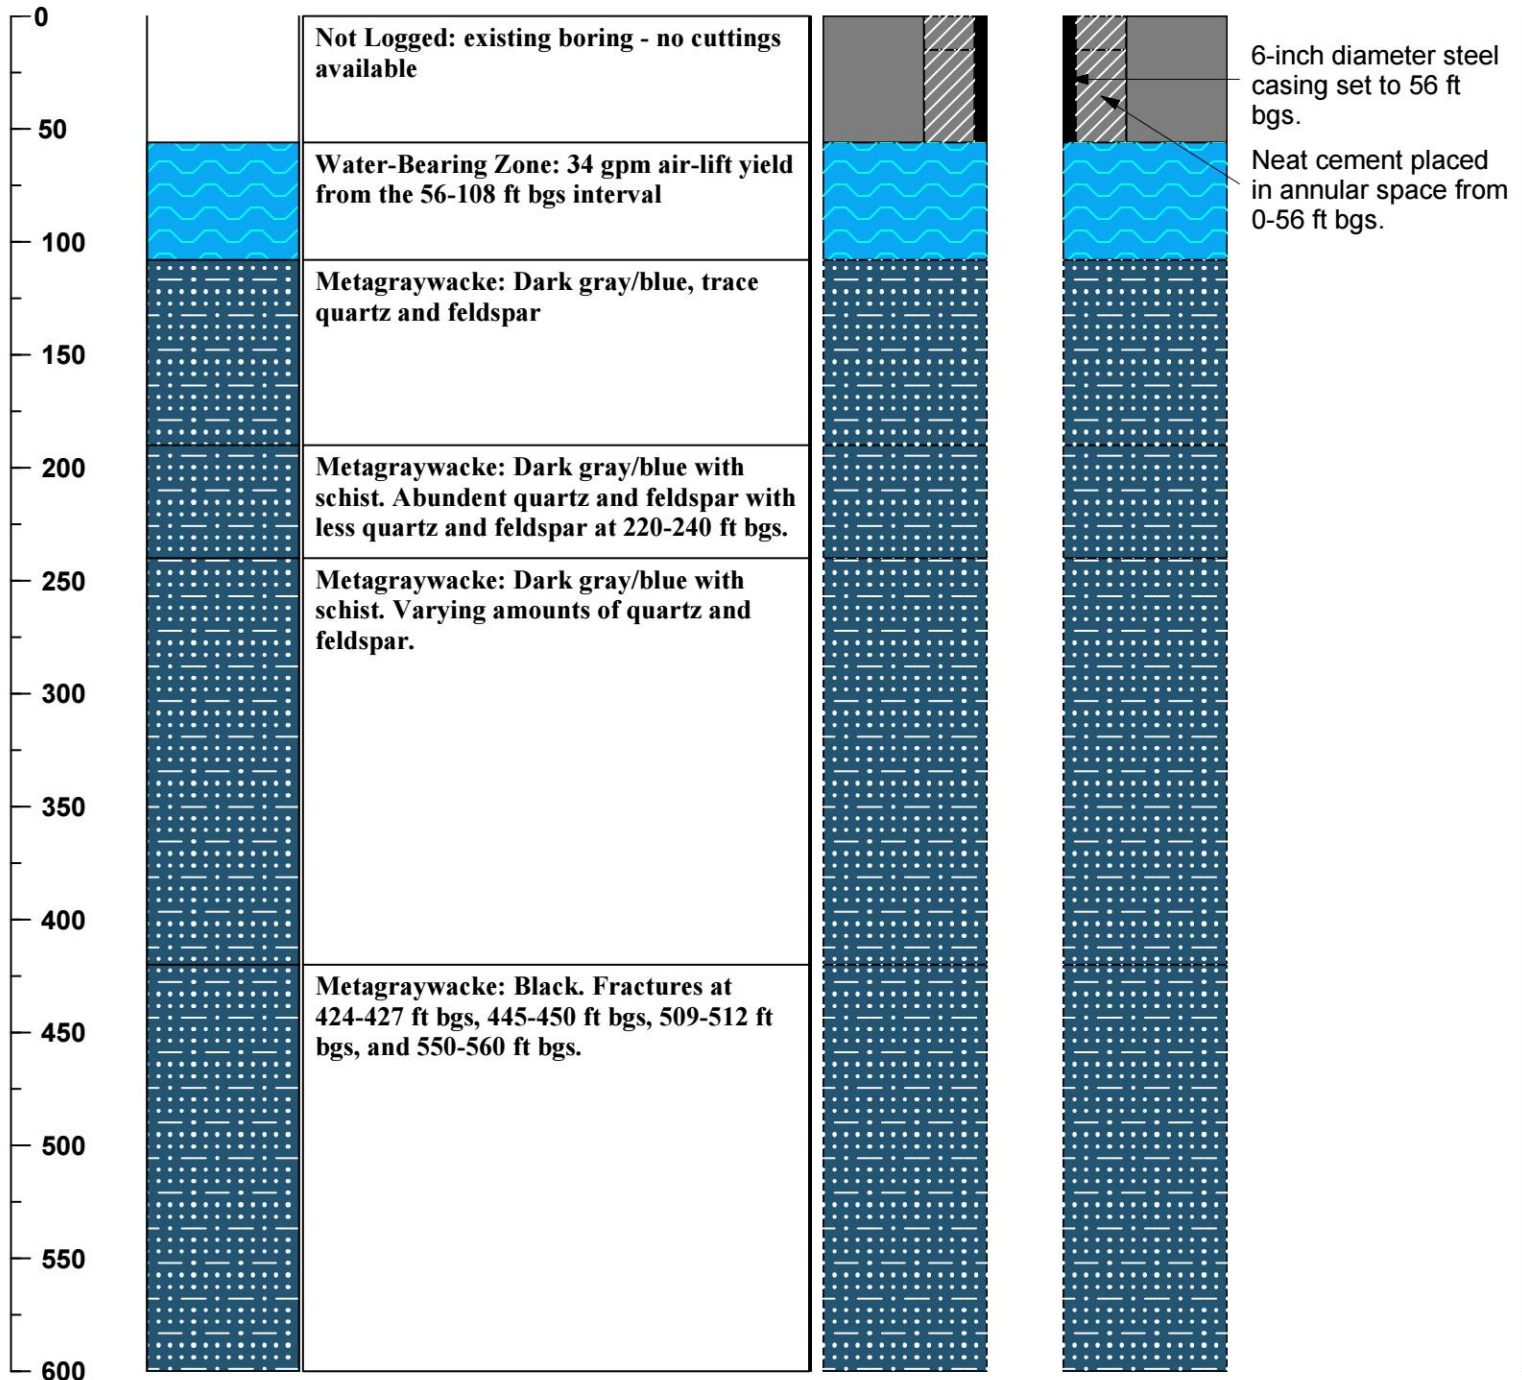 0
50
100
150
200
250
300
350
400
450
500
550
600
Not Logged: existing boring - no cuttings
available
Water-Bearing Zone: 34 gpm air-lift yield
from the 56-108 ft bgs interval
Metagraywacke: Dark gray/blue, trace
quartz and feldspar
Metagraywacke: Dark gray/blue with
schist. Abundent quartz and feldspar with
less quartz and feldspar at 220-240 ft bgs.
Metagraywacke: Dark gray/blue with
schist. Varying amounts of quartz and
feldspar.
Metagraywacke: Black. Fractures at
424-427 ft bgs, 445-450 ft bgs, 509-512 ft
bgs, and 550-560 ft bgs.
6-inch diameter steel
casing set to 56 ft
bgs.
Neat cement placed
in annular space from
0-56 ft bgs.